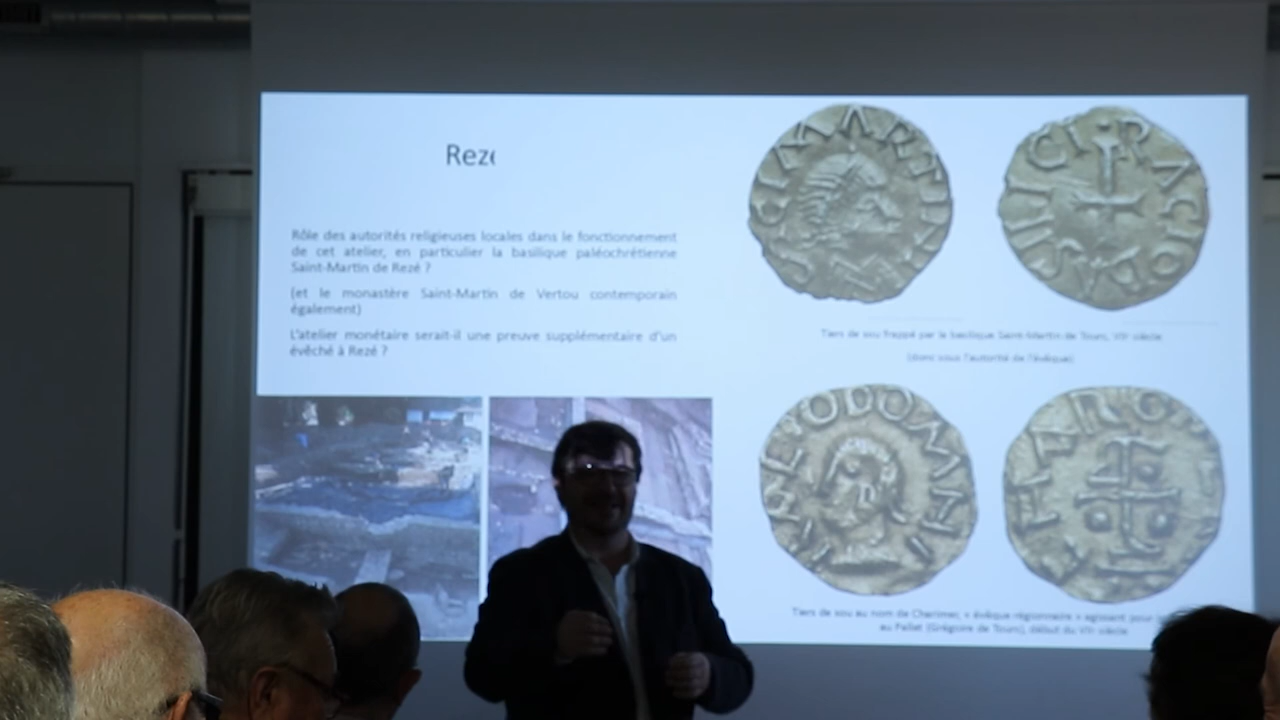 Rezé
Rôle des autorités religieuses locales dans le fonctionnement
de cet atelier, en particulier la basilique paléochrétienne
Saint-Martin de Rezé ?
(et le monastère Saint-Martin de Vertou contemporain
également)
L'atelier monétaire serait-il une preuve supplémentaire d'un
évêché à Rezé ?
Tiers de sou frappé par la basilique Saint-Martin de Tours, VIIe siècle
(donc sous l'autorité de l'évêque)
Tiers de sou au nom de Charimer, « évêque régionnaire » agissant pour
au Pellet (Grégoire de Tours), début du VIIe siècle